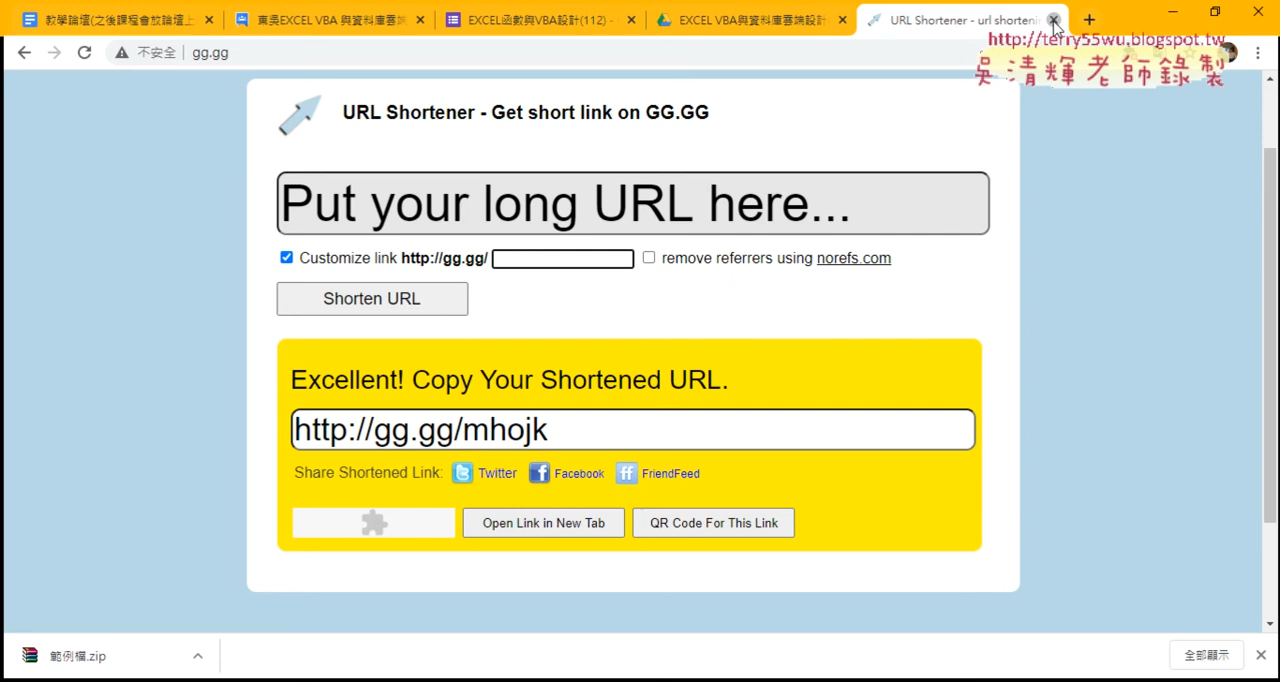 教學論壇(之後課程會放論壇上
東吳EXCEL VBA 與資料庫雲端
EXCEL函數與VBA設計(112) -
EXCEL VBA與資料庫雲端設計
URL Shortener - url shortenin
不安全
gg.gg
http://terry55wu.blogspot.tw
吳清輝老師錄製
URL Shortener - Get short link on GG.GG
Put your long URL here...
Customize link http://gg.gg/
remove referrers using norefs.com
Shorten URL
Excellent! Copy Your Shortened URL.
http://gg.gg/mhojk
Share Shortened Link: Twitter Facebook FriendFeed
Open Link in New Tab
QR Code For This Link
範例檔.zip
全部顯示